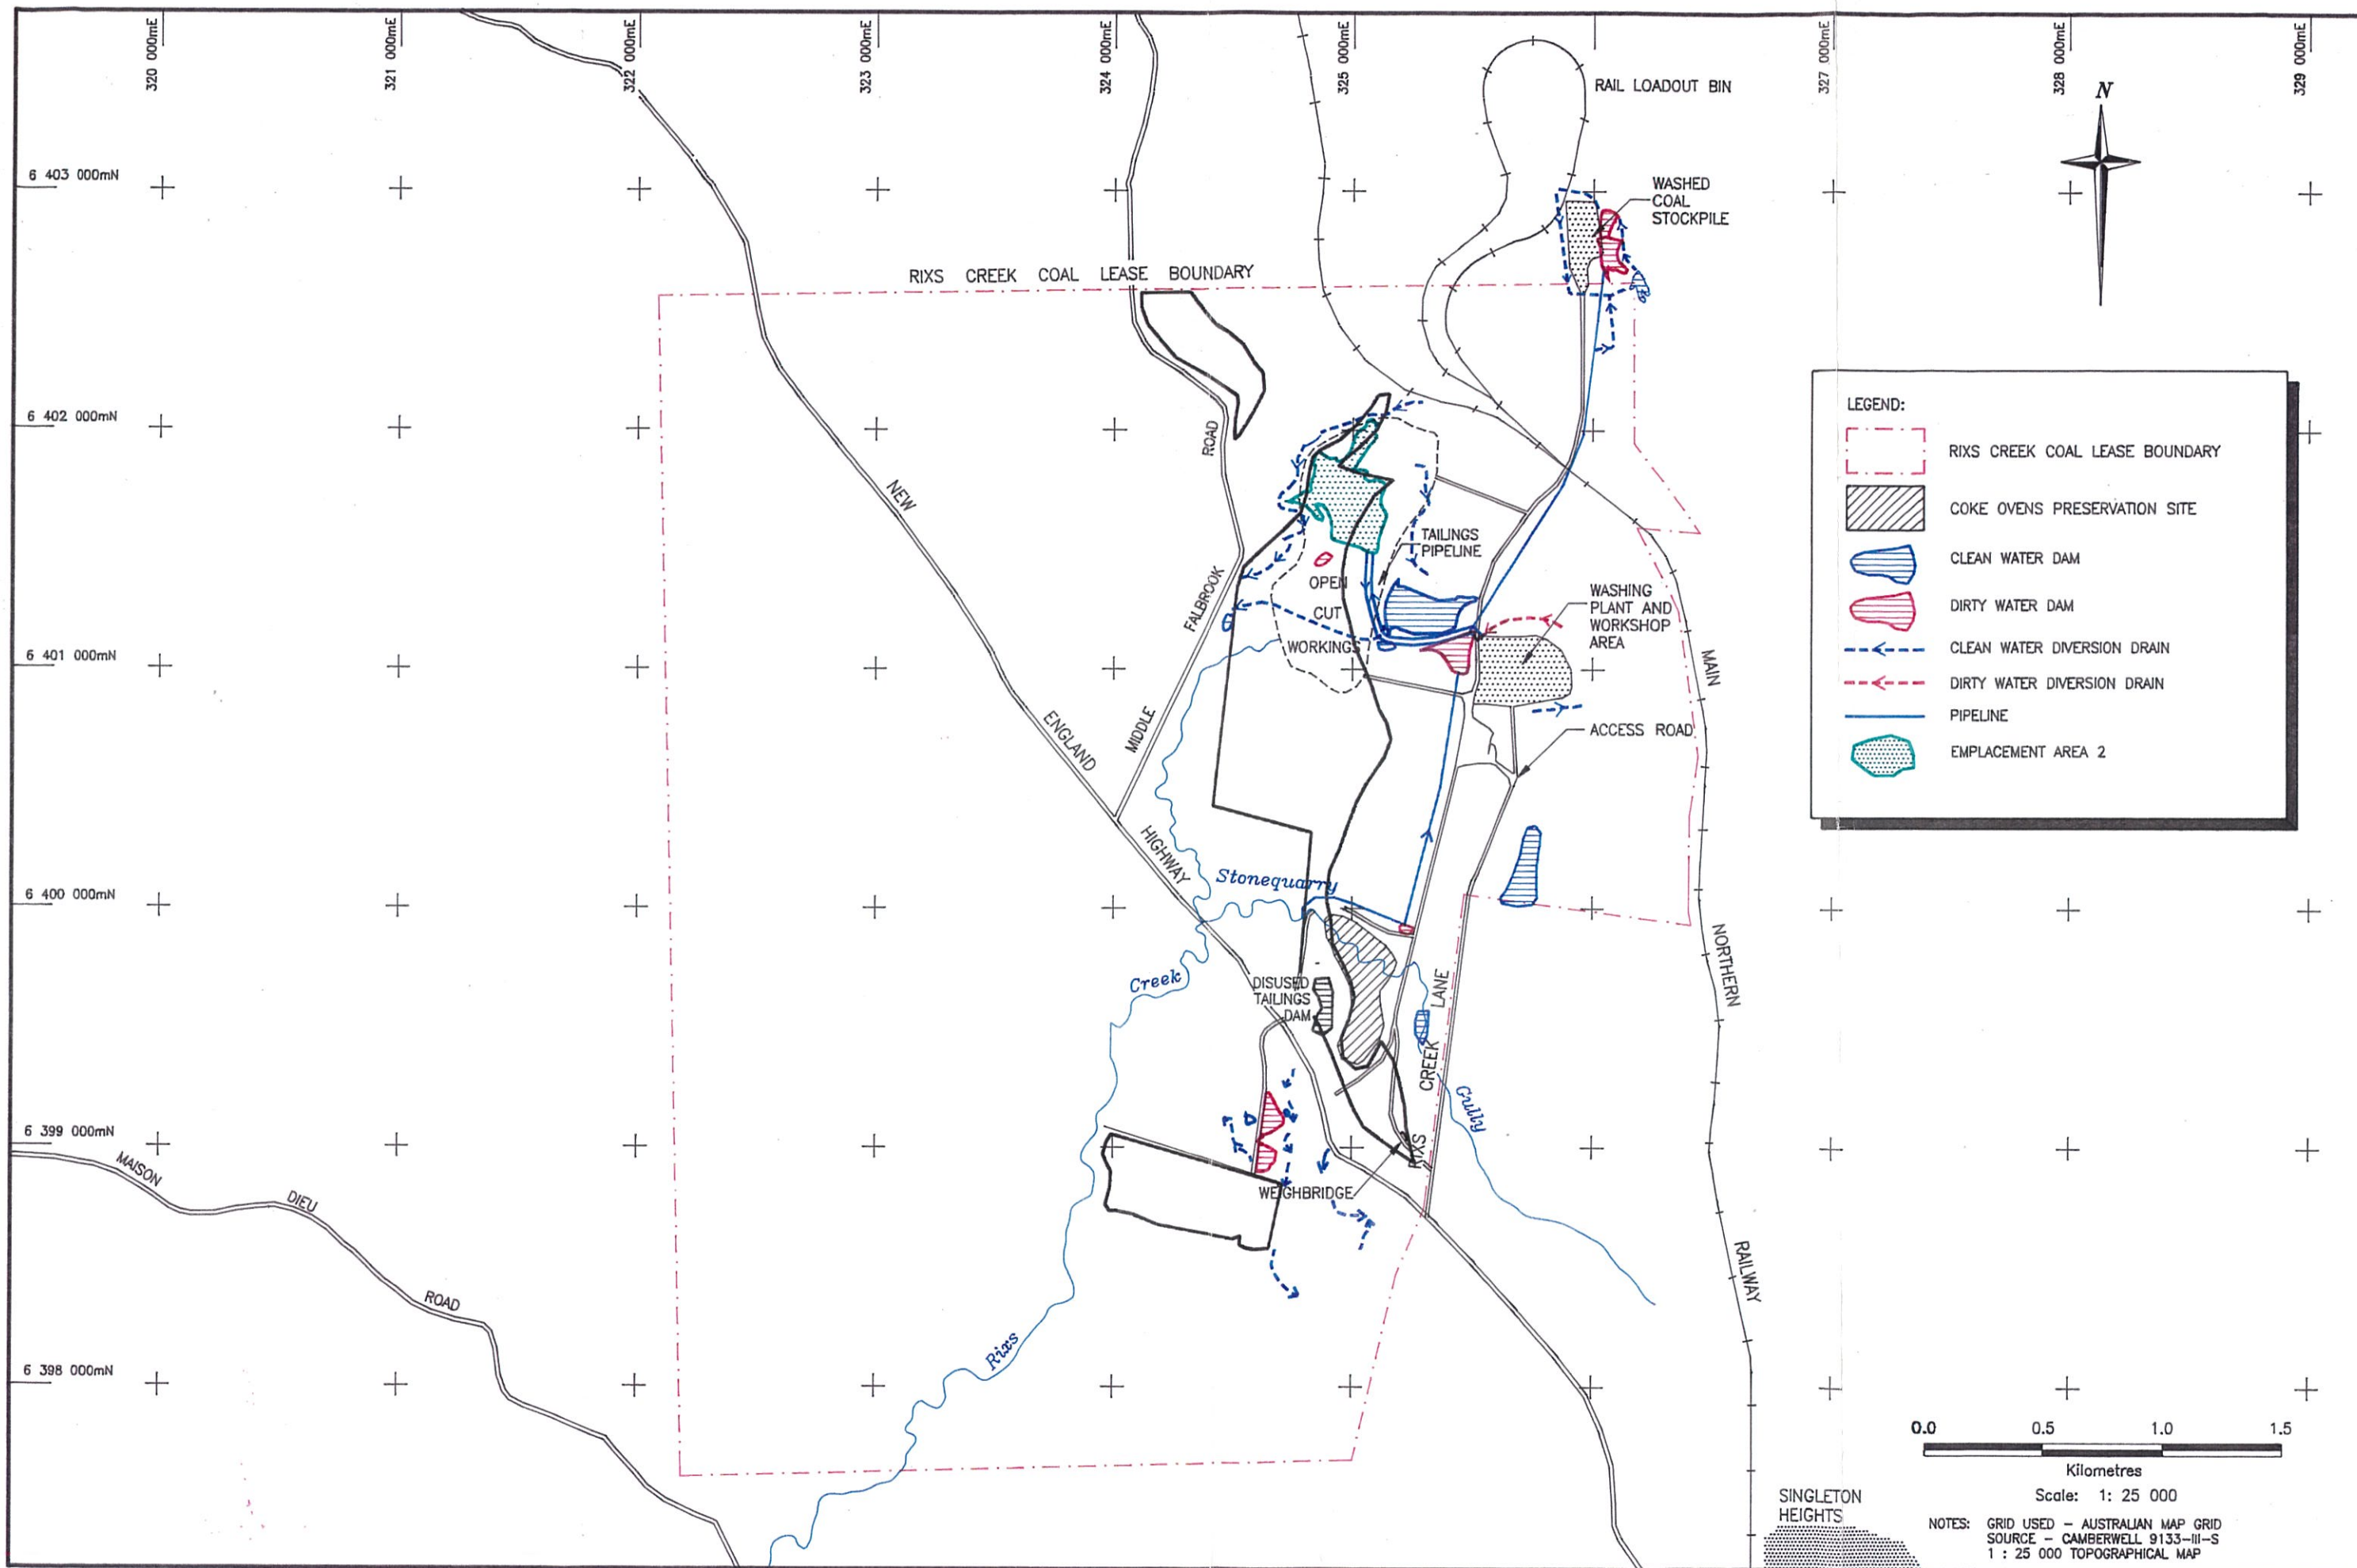 320 000mE
321 000mE
322 000mE
323 000mE
324 000mE
325 000mE
327 000mE
328 000mE
329 000mE
RAIL LOADOUT BIN
N
6 403 000mN
WASHED
COAL
STOCKPILE
RIXS CREEK COAL LEASE BOUNDARY
6 402 000mN
ROAD
NEW
LEGEND:
RIXS CREEK COAL LEASE BOUNDARY
COKE OVENS PRESERVATION SITE
CLEAN WATER DAM
DIRTY WATER DAM
CLEAN WATER DIVERSION DRAIN
DIRTY WATER DIVERSION DRAIN
PIPELINE
EMPLACEMENT AREA 2
TAILINGS
PIPELINE
OPEN
CUT
WORKINGS
FALBROOK
WASHING
PLANT AND
WORKSHOP
AREA
6 401 000mN
MAIN
MIDDLE
ENGLAND
ACCESS ROAD
HIGHWAY
Stonequarry
6 400 000mN
NORTHERN
Creek
DISUSED
TAILINGS
DAM
LANE
CREEK
RIXS
Gully
6 399 000mN
MAISON
DIEU
ROAD
WEIGHBRIDGE
RAILWAY
Rixs
6 398 000mN
0.0 0.5 1.0 1.5
Kilometres
Scale: 1: 25 000
SINGLETON
HEIGHTS
NOTES: GRID USED – AUSTRALIAN MAP GRID
SOURCE – CAMBERWELL 9133–III–S
1 : 25 000 TOPOGRAPHICAL MAP